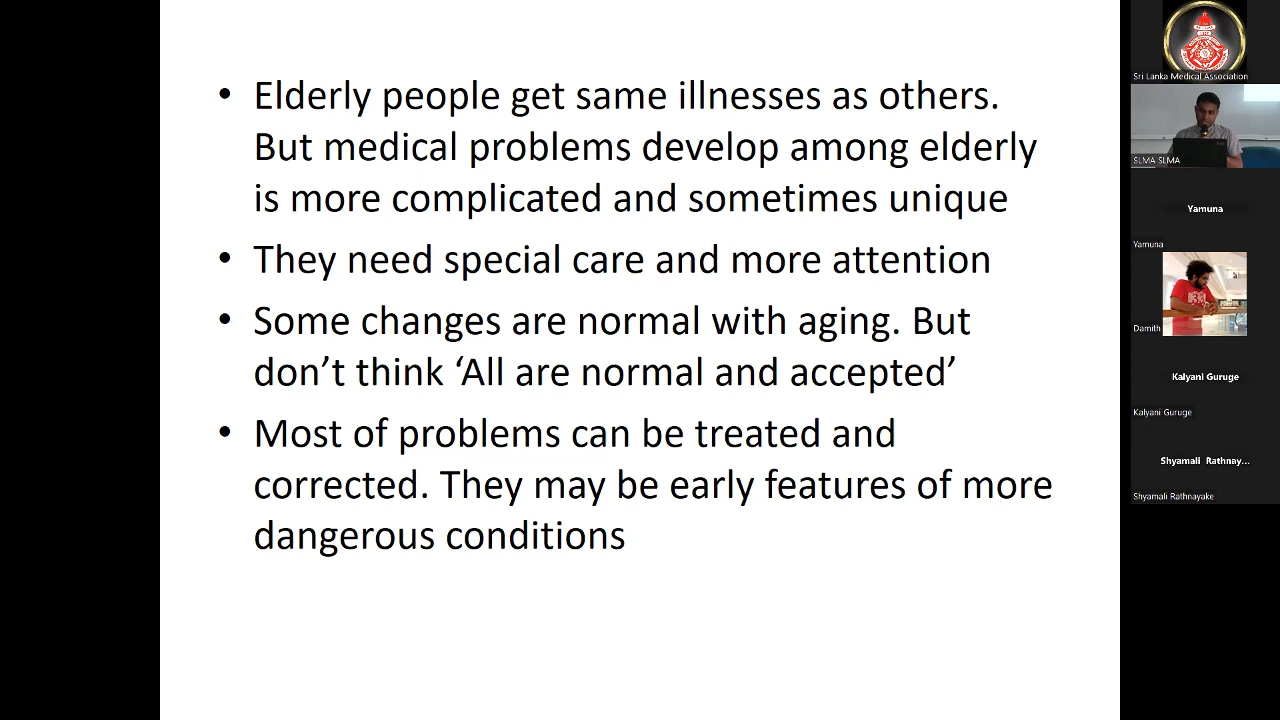 • Elderly people get same illnesses as others.
But medical problems develop among elderly
is more complicated and sometimes unique
• They need special care and more attention
• Some changes are normal with aging. But
don’t think ‘All are normal and accepted’
• Most of problems can be treated and
corrected. They may be early features of more
dangerous conditions
Sri Lanka Medical Association
SLMA SLMA
Yamuna
Yamuna
Damith
Kalyani Guruge
Kalyani Guruge
Shyamali Rathnay...
Shyamali Rathnayake